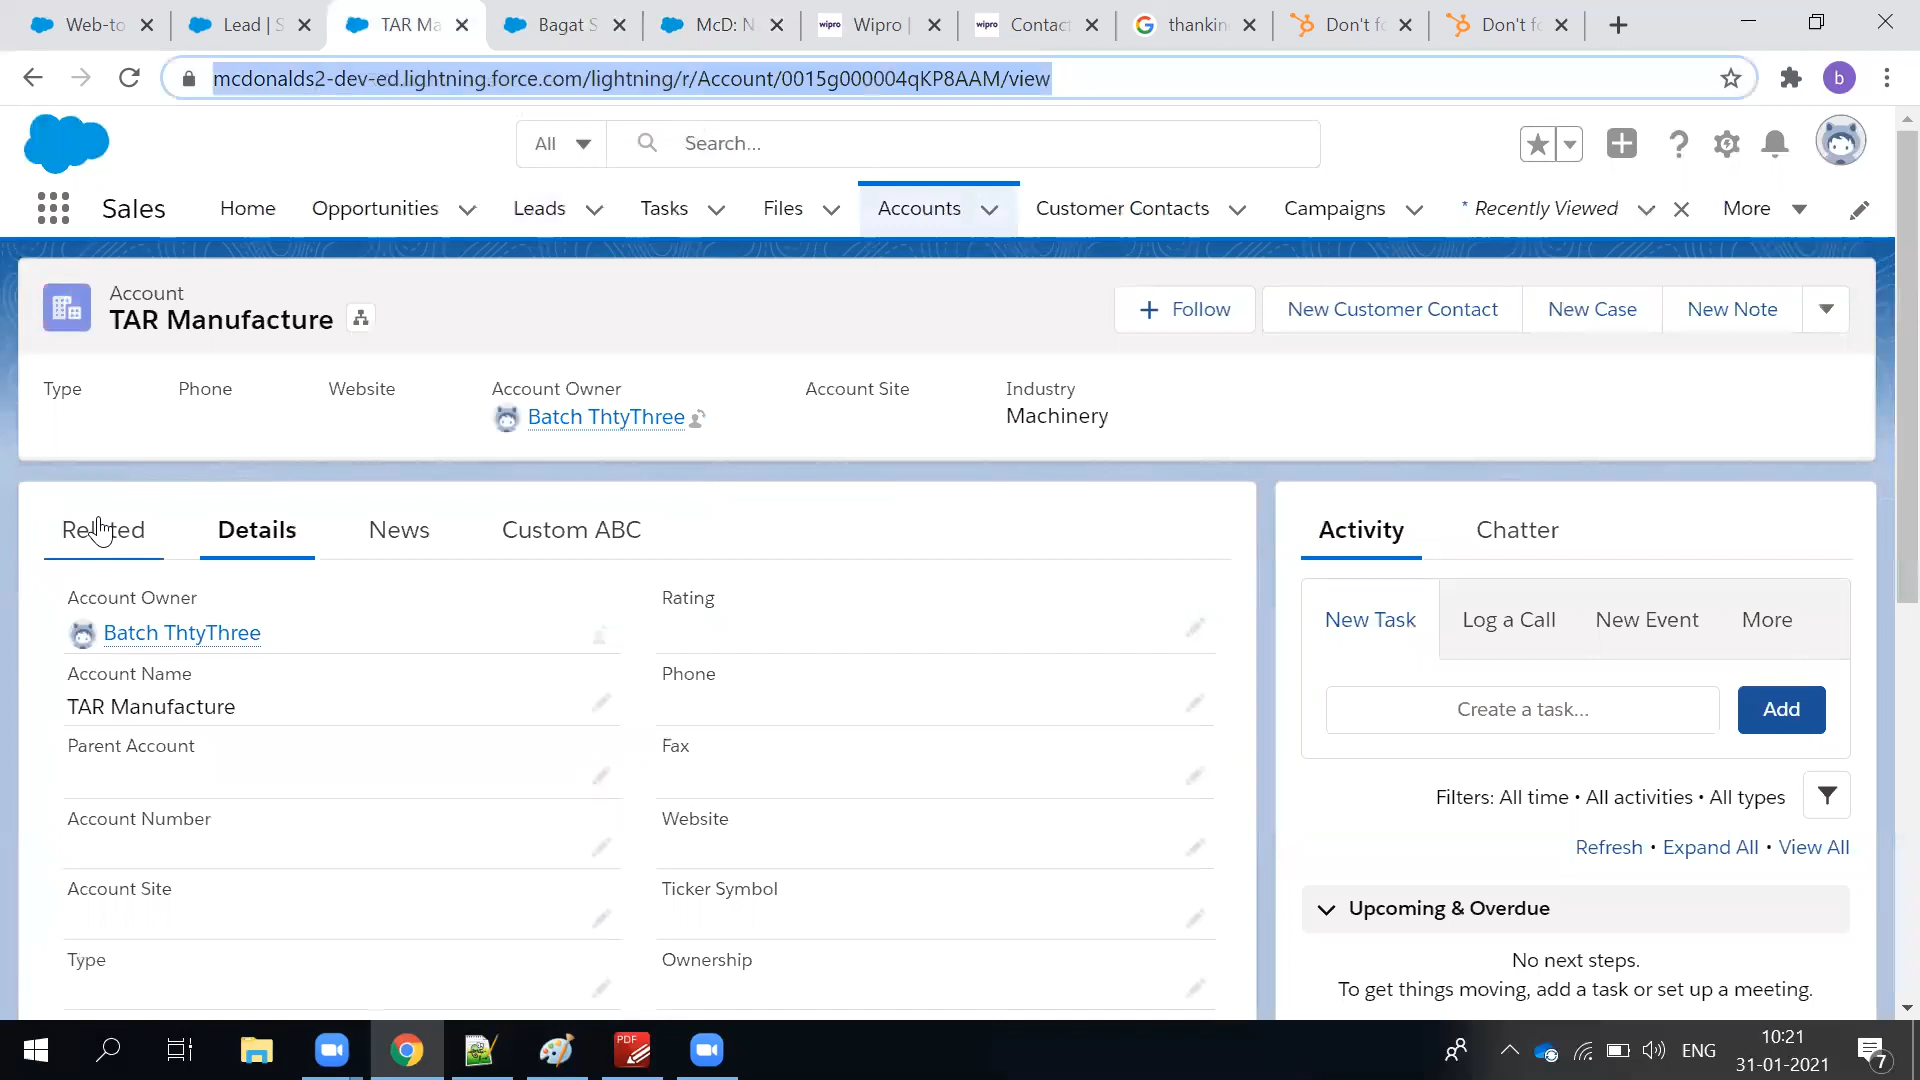 Web-to
Lead | S
TAR Ma
Bagat S
McD: N
wipro Wipro |
wipro Contac
thankin
Don't fo
Don't fo
mcdonalds2-dev-ed.lightning.force.com/lightning/r/Account/0015g000004qKP8AAM/view
b
All
Search...
Sales
Home
Opportunities
Leads
Tasks
Files
Accounts
Customer Contacts
Campaigns
* Recently Viewed
More
Account
TAR Manufacture
Follow
New Customer Contact
New Case
New Note
Type
Phone
Website
Account Owner
Batch ThtyThree
Account Site
Industry
Machinery
Related
Details
News
Custom ABC
Account Owner
Batch ThtyThree
Rating
Account Name
TAR Manufacture
Phone
Parent Account
Fax
Account Number
Website
Account Site
Ticker Symbol
Type
Ownership
Activity
Chatter
New Task
Log a Call
New Event
More
Create a task...
Add
Filters: All time • All activities • All types
Refresh • Expand All • View All
Upcoming & Overdue
No next steps.
To get things moving, add a task or set up a meeting.
PDF
ENG
10:21
31-01-2021
7